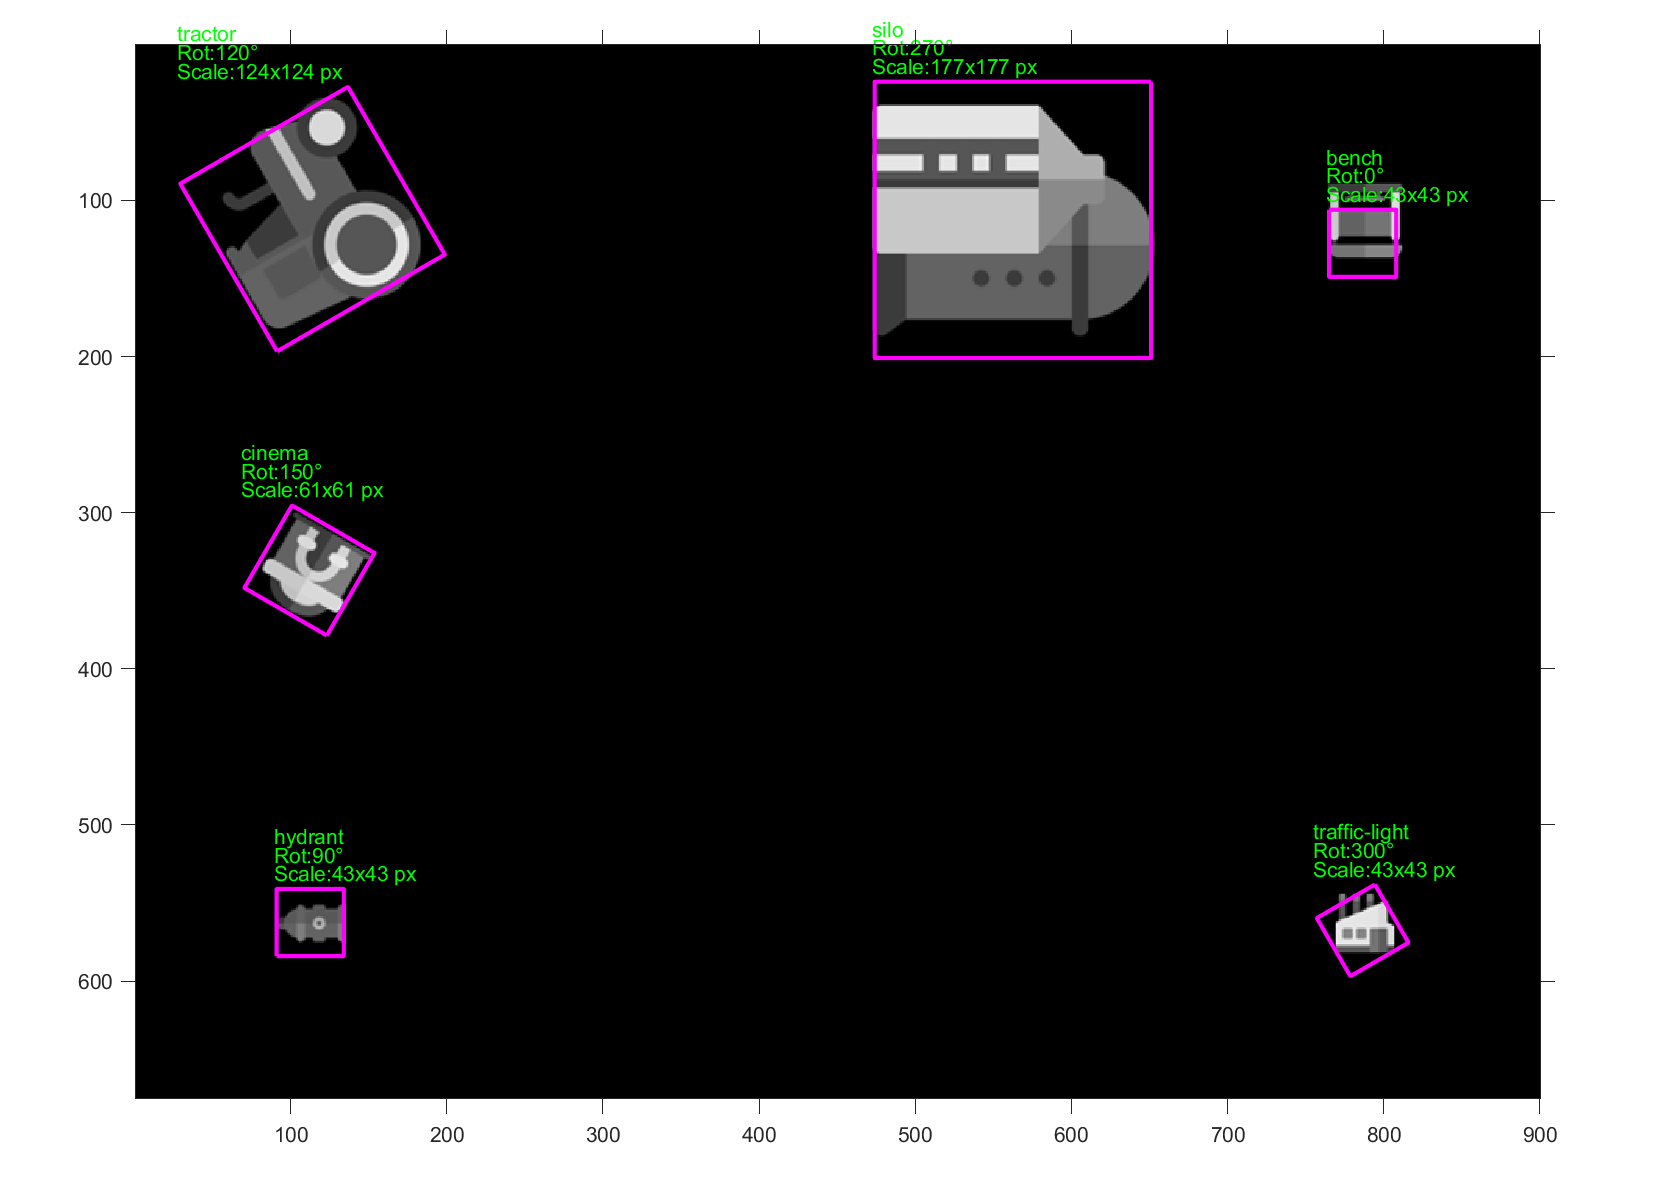 tractor
Rot:120°
Scale:124x124 px
silo
Rot:270°
Scale:177x177 px
bench
Rot:0°
Scale:43x43 px
cinema
Rot:150°
Scale:61x61 px
hydrant
Rot:90°
Scale:43x43 px
traffic-light
Rot:300°
Scale:43x43 px
100
200
300
400
500
600
100
200
300
400
500
600
700
800
900